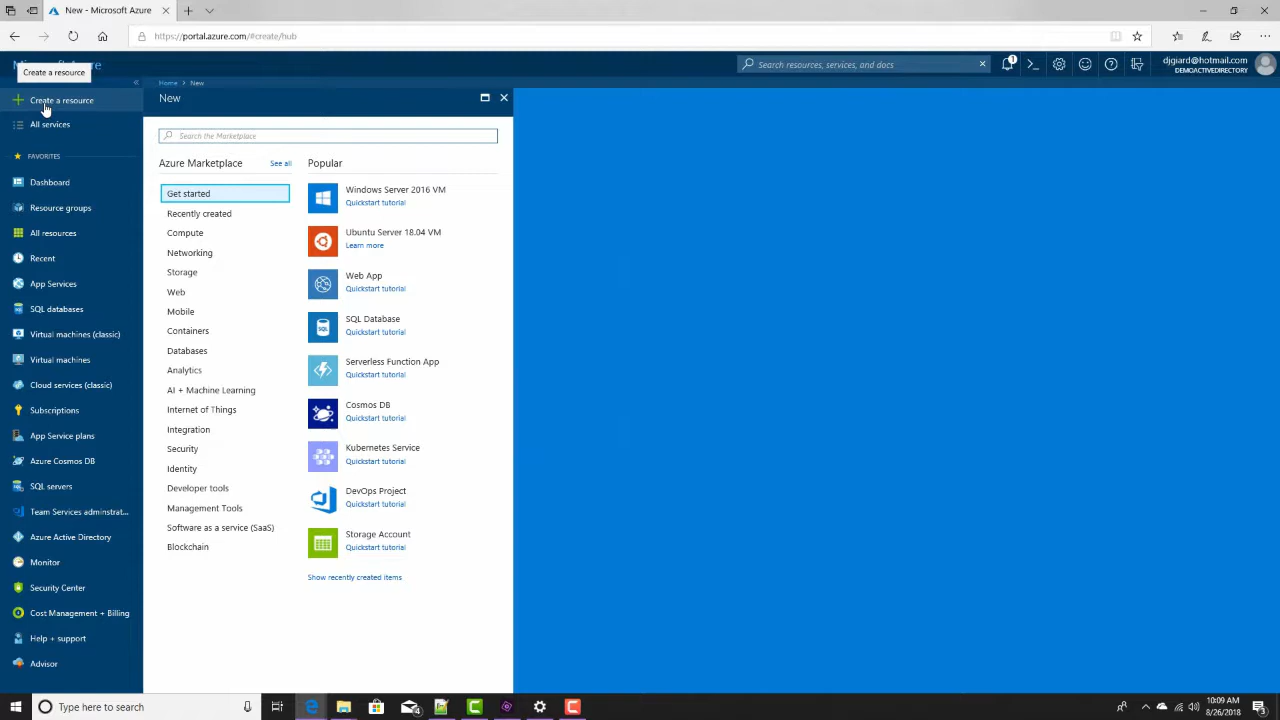 New - Microsoft Azure
https://portal.azure.com/#create/hub
Microsoft Azure
Search resources, services, and docs
1
djgiard@hotmail.com
DEMOACTIVEDIRECTORY
Create a resource
Home > New
Create a resource
All services
FAVORITES
Dashboard
Resource groups
All resources
Recent
App Services
SQL databases
Virtual machines (classic)
Virtual machines
Cloud services (classic)
Subscriptions
App Service plans
Azure Cosmos DB
SQL servers
Team Services adminstrat...
Azure Active Directory
Monitor
Security Center
Cost Management + Billing
Help + support
Advisor
New
Search the Marketplace
Azure Marketplace
See all
Get started
Recently created
Compute
Networking
Storage
Web
Mobile
Containers
Databases
Analytics
AI + Machine Learning
Internet of Things
Integration
Security
Identity
Developer tools
Management Tools
Software as a service (SaaS)
Blockchain
Popular
Windows Server 2016 VM
Quickstart tutorial
Ubuntu Server 18.04 VM
Learn more
Web App
Quickstart tutorial
SQL
SQL Database
Quickstart tutorial
Serverless Function App
Quickstart tutorial
Cosmos DB
Quickstart tutorial
Kubernetes Service
Quickstart tutorial
DevOps Project
Quickstart tutorial
Storage Account
Quickstart tutorial
Show recently created items
Type here to search
10:09 AM
8/26/2018